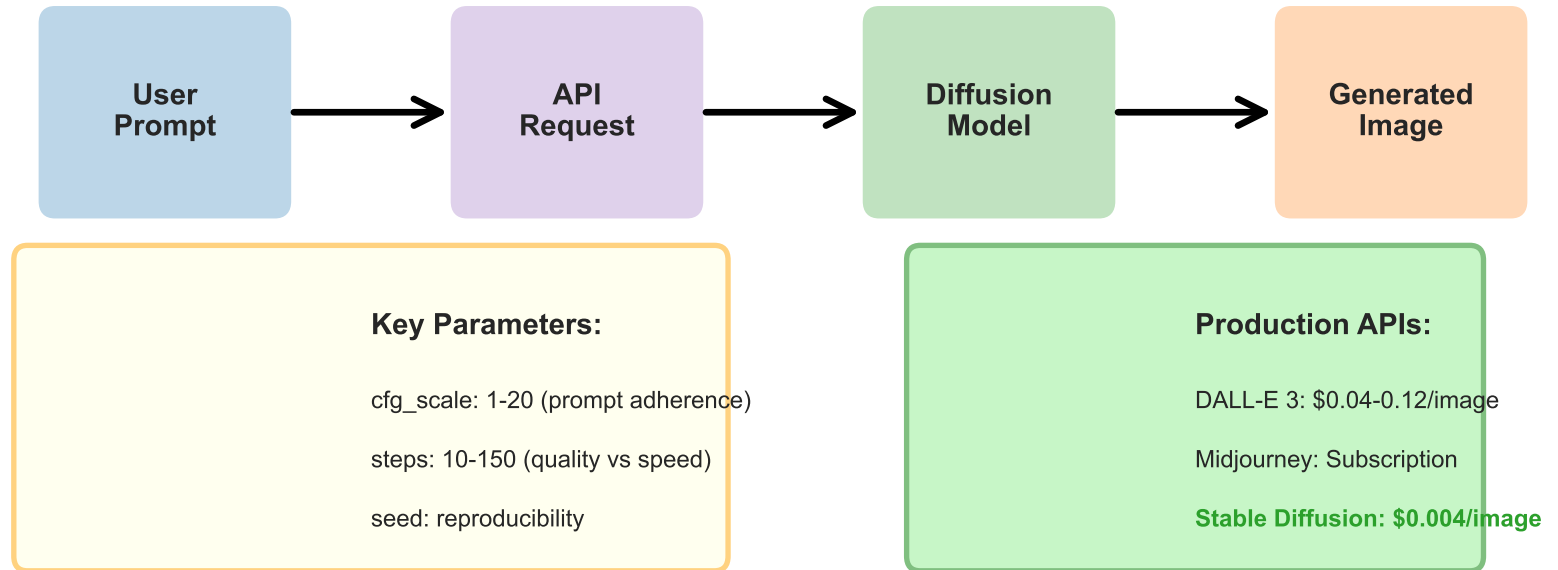 User
Prompt
API
Request
Diffusion
Model
Generated
Image
Key Parameters:
cfg_scale: 1-20 (prompt adherence)
steps: 10-150 (quality vs speed)
seed: reproducibility
Production APIs:
DALL-E 3: $0.04-0.12/image
Midjourney: Subscription
Stable Diffusion: $0.004/image